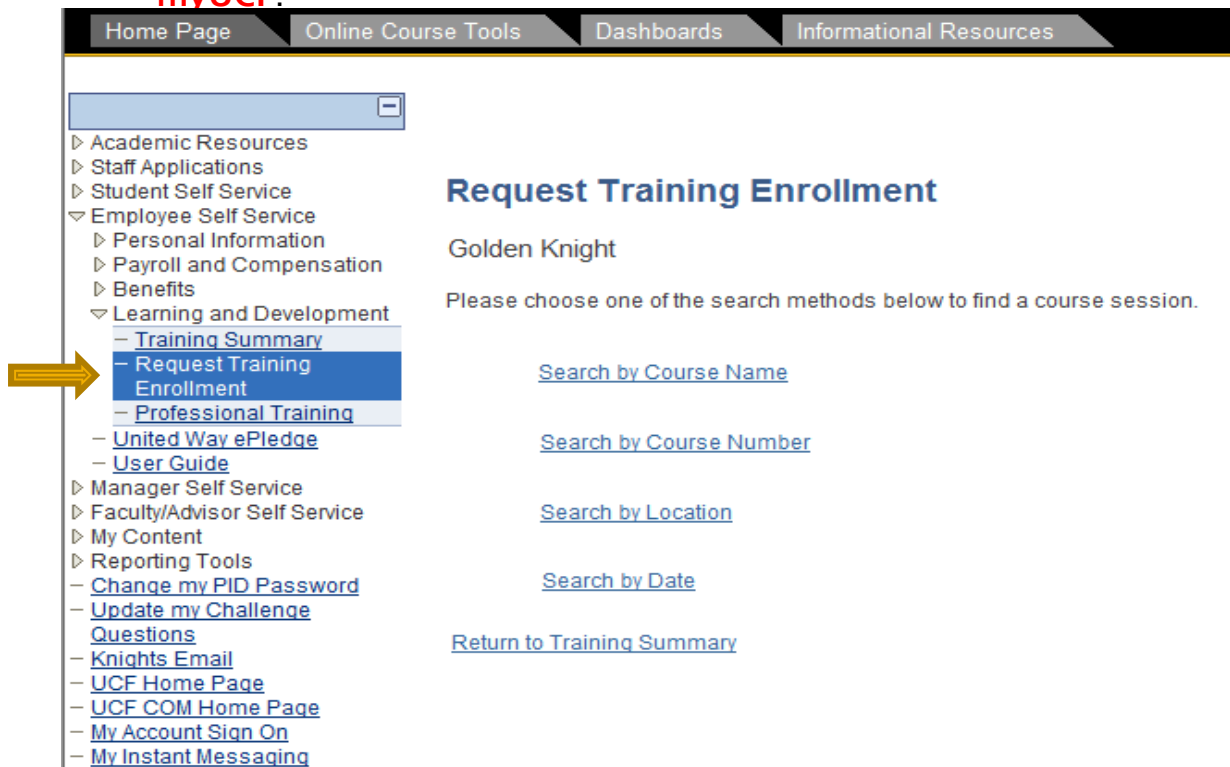 myUCF.
Home Page Online Course Tools Dashboards Informational Resources
Academic Resources
Staff Applications
Student Self Service
Employee Self Service
Personal Information
Payroll and Compensation
Benefits
Learning and Development
– Training Summary
– Request Training
Enrollment
– Professional Training
– United Way ePledge
– User Guide
Manager Self Service
Faculty/Advisor Self Service
My Content
Reporting Tools
– Change my PID Password
– Update my Challenge
Questions
– Knights Email
– UCF Home Page
– UCF COM Home Page
– My Account Sign On
– My Instant Messaging
Request Training Enrollment
Golden Knight
Please choose one of the search methods below to find a course session.
Search by Course Name
Search by Course Number
Search by Location
Search by Date
Return to Training Summary